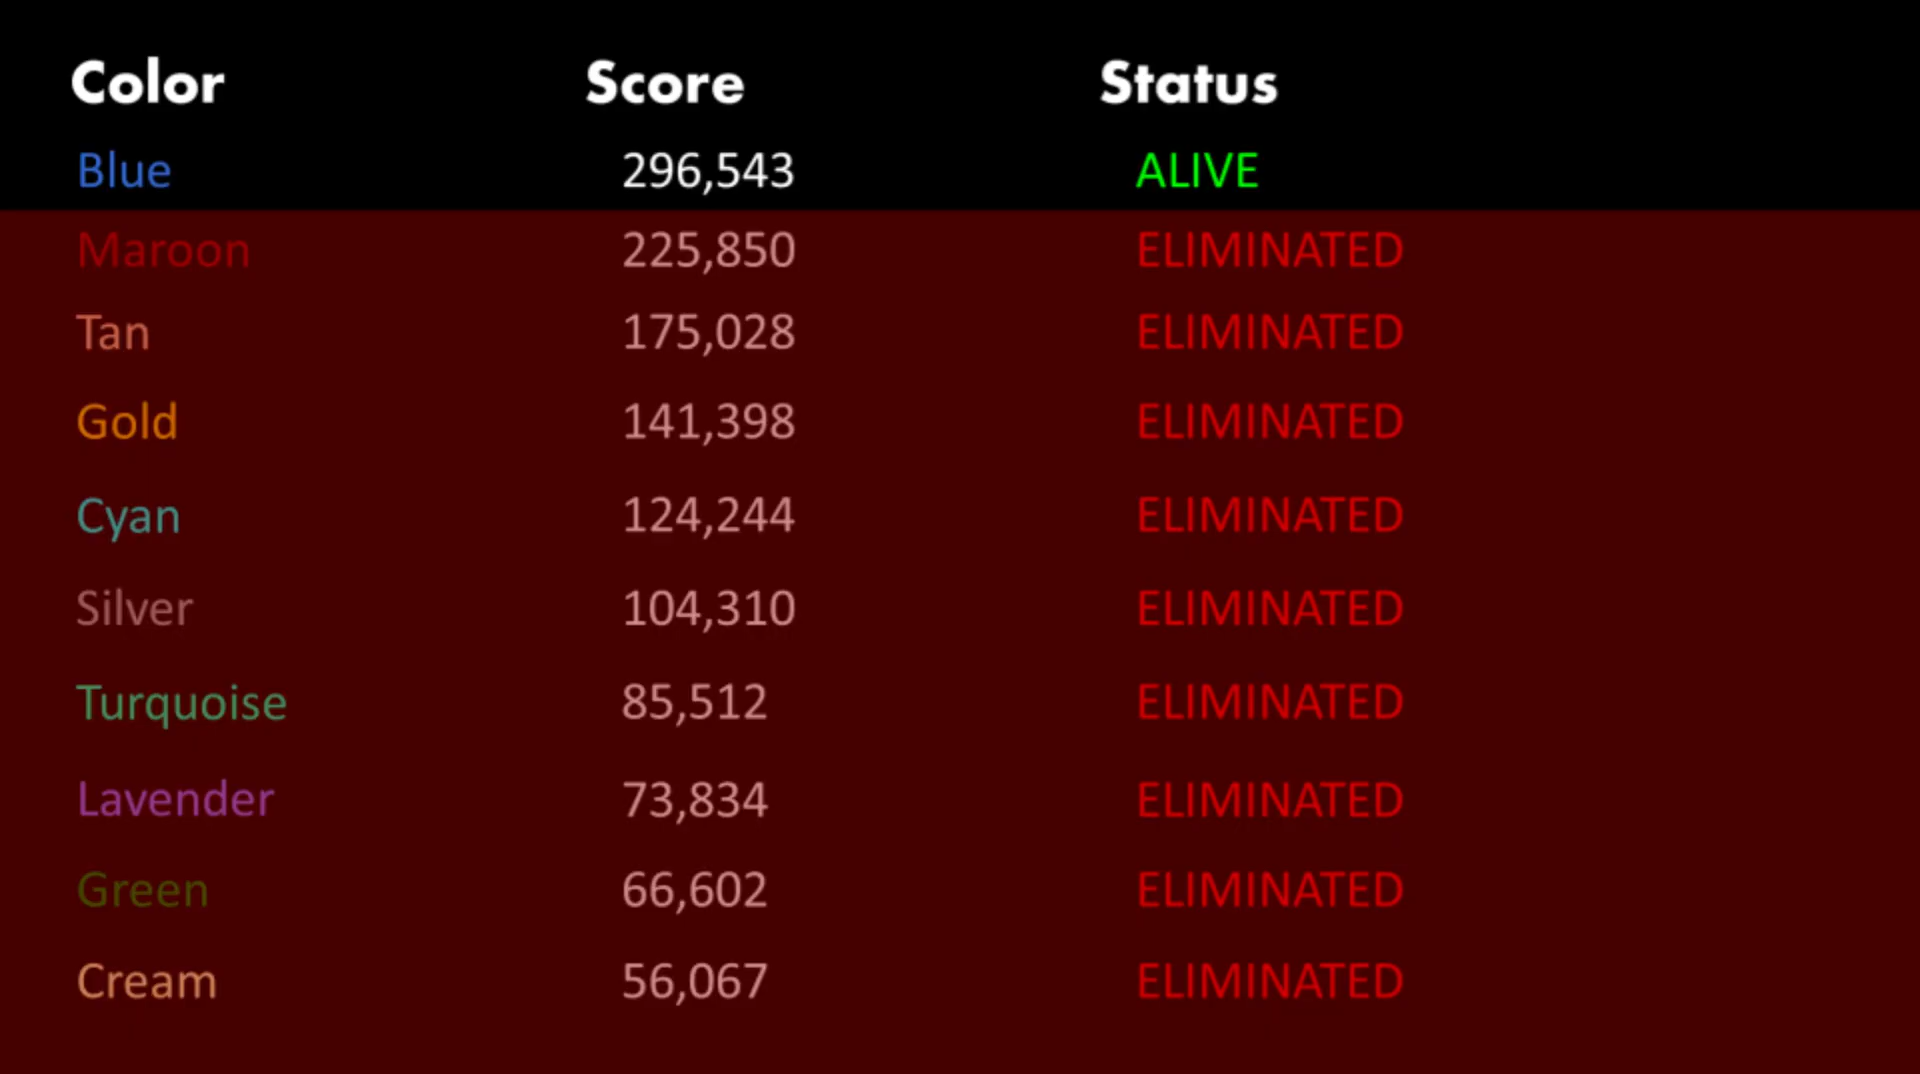 Color Score Status
Blue 296,543 ALIVE
Maroon 225,850 ELIMINATED
Tan 175,028 ELIMINATED
Gold 141,398 ELIMINATED
Cyan 124,244 ELIMINATED
Silver 104,310 ELIMINATED
Turquoise 85,512 ELIMINATED
Lavender 73,834 ELIMINATED
Green 66,602 ELIMINATED
Cream 56,067 ELIMINATED